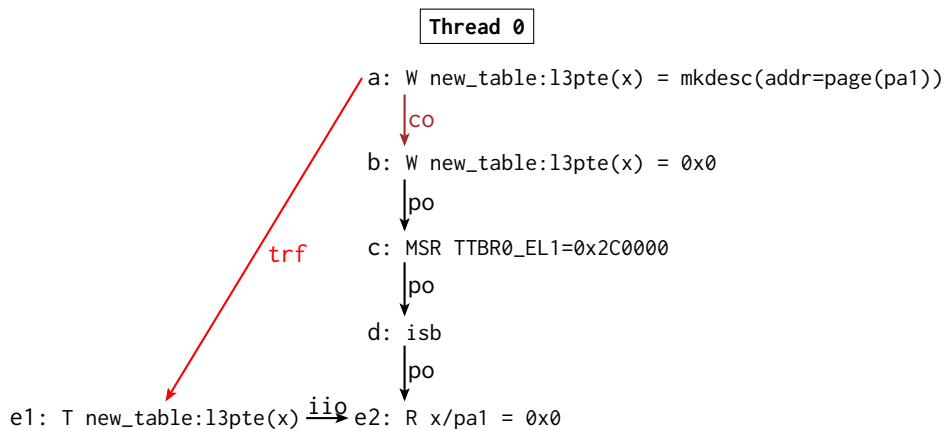 Thread 0
a: W new_table:l3pte(x) = mkdesc(addr=page(pa1))
co
b: W new_table:l3pte(x) = 0x0
po
trf
c: MSR TTBR0_EL1=0x2C0000
po
d: isb
po
e1: T new_table:l3pte(x) iio e2: R x/pa1 = 0x0